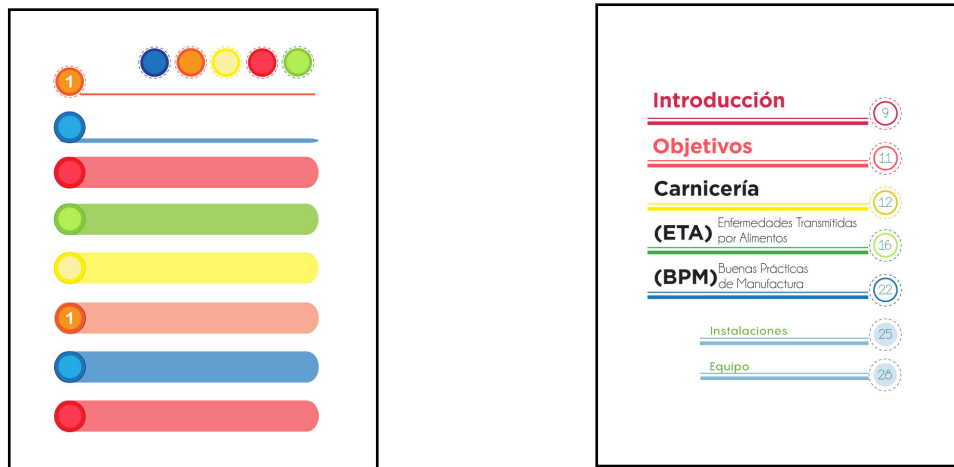 1
1
Introducción
9
Objetivos
11
Carnicería
12
(ETA) Enfermedades Transmitidas
por Alimentos
16
(BPM) Buenas Prácticas
de Manufactura
22
Instalaciones
25
Equipo
28